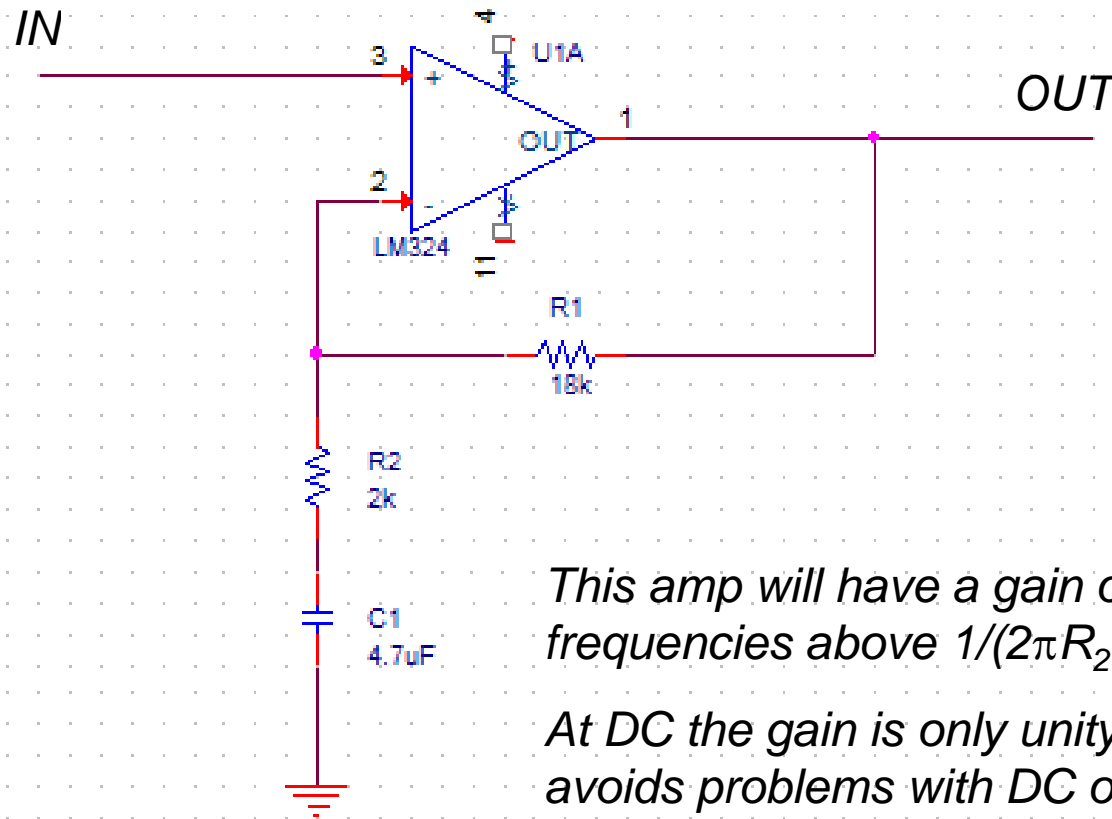 IN
4
U1A
3
+
V+
OUT
1
OUT
2
-
V-
LM324
11
R1
18k
R2
2k
C1
4.7uF
This amp will have a gain
frequencies above 1/(2πR2
At DC the gain is only unity
avoids problems with DC